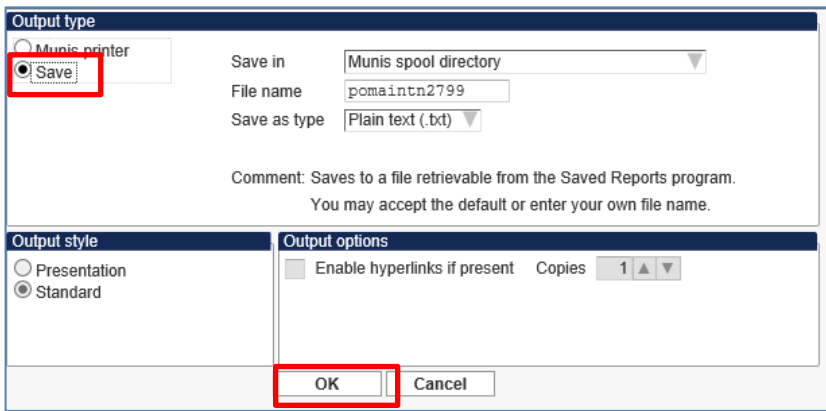 Output type
Munis printer
Save
Save in Munis spool directory
File name pomaintn2799
Save as type Plain text (.txt)
Comment: Saves to a file retrievable from the Saved Reports program.
You may accept the default or enter your own file name.
Output style
Presentation
Standard
Output options
Enable hyperlinks if present Copies 1
OK Cancel